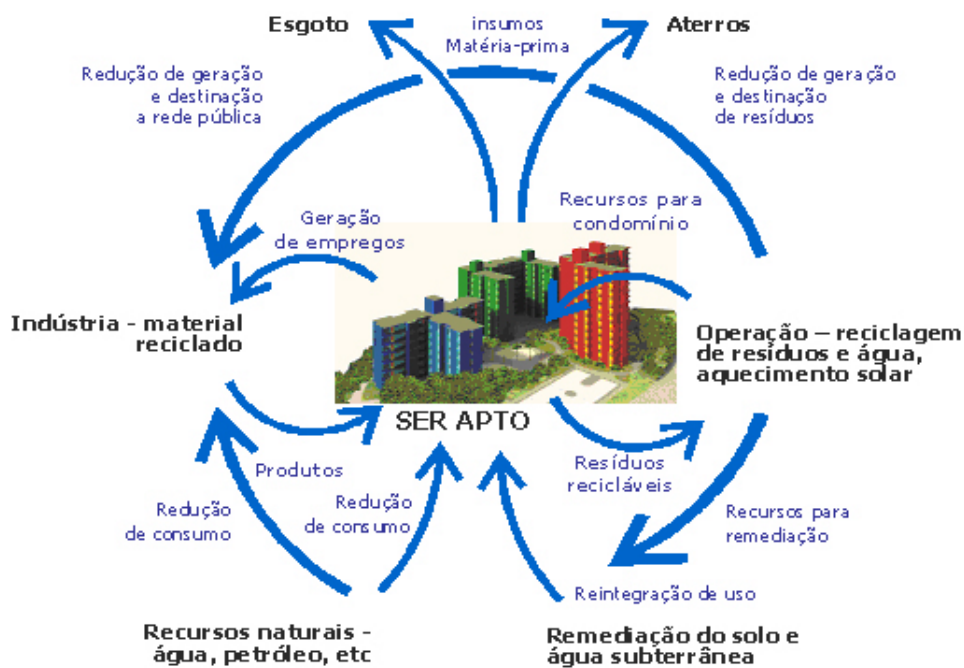 Esgoto
insumos
Matéria-prima
Aterros
Redução de geração
e destinação
a rede pública
Redução de geração
e destinação
de resíduos
Geração
de empregos
Recursos para
condomínio
Indústria - material
reciclado
Operação – reciclagem
de resíduos e água,
aquecimento solar
SER APTO
Produtos
Resíduos
recicláveis
Redução
de consumo
Redução
de consumo
Recursos para
remediação
Reintegração de uso
Recursos naturais -
água, petróleo, etc
Remediação do solo e
água subterrânea